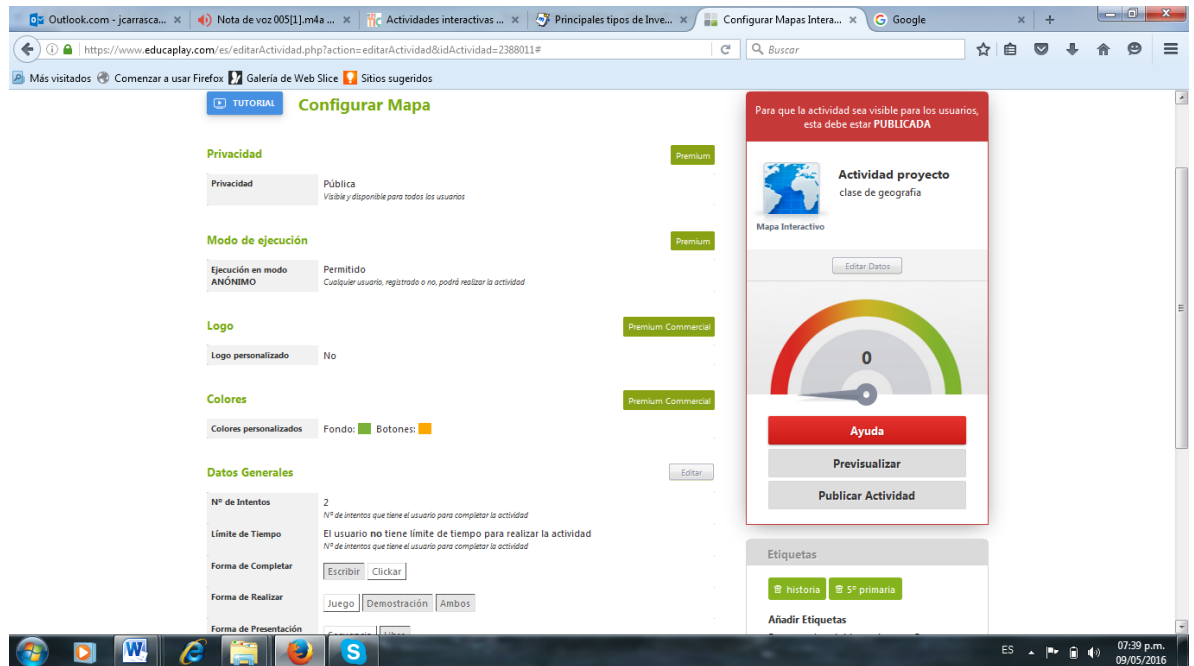 Outlook.com - jcarrasca...
Nota de voz 005[1].m4a ...
Actividades interactivas ...
Principales tipos de Inve...
Configurar Mapas Intera...
Google
https://www.educaplay.com/es/editarActividad.php?action=editarActividad&idActividad=2388011#
Buscar
Más visitados
Comenzar a usar Firefox
Galería de Web Slice
Sitios sugeridos
TUTORIAL
Configurar Mapa
Privacidad
Premium
Privacidad
Pública
Visible y disponible para todos los usuarios
Modo de ejecución
Premium
Ejecución en modo
ANÓNIMO
Permitido
Cualquier usuario, registrado o no, podrá realizar la actividad
Logo
Premium Commercial
Logo personalizado
No
Colores
Premium Commercial
Colores personalizados
Fondo:
Botones:
Datos Generales
Editar
Nº de Intentos
2
Nº de intentos que tiene el usuario para completar la actividad
Límite de Tiempo
El usuario no tiene límite de tiempo para realizar la actividad
Nº de intentos que tiene el usuario para completar la actividad
Forma de Completar
Escribir
Clickar
Forma de Realizar
Juego
Demostración
Ambos
Forma de Presentación
Para que la actividad sea visible para los usuarios,
esta debe estar PUBLICADA
Actividad proyecto
clase de geografia
Mapa Interactivo
Editar Datos
0
Ayuda
Previsualizar
Publicar Actividad
Etiquetas
historia
5º primaria
Añadir Etiquetas
ES
07:39 p.m.
09/05/2016